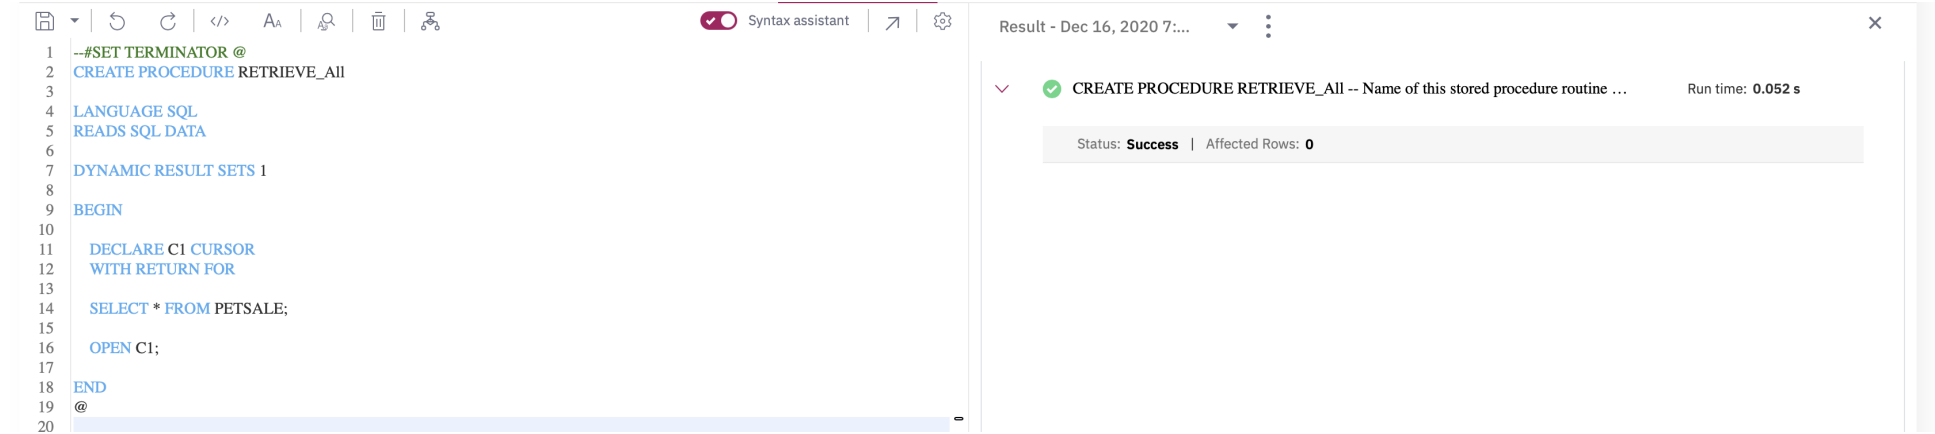 Syntax assistant
1 --#SET TERMINATOR @
2 CREATE PROCEDURE RETRIEVE_All
3
4 LANGUAGE SQL
5 READS SQL DATA
6
7 DYNAMIC RESULT SETS 1
8
9 BEGIN
10
11 DECLARE C1 CURSOR
12 WITH RETURN FOR
13
14 SELECT * FROM PETSALE;
15
16 OPEN C1;
17
18 END
19 @
20
Result - Dec 16, 2020 7:...
CREATE PROCEDURE RETRIEVE_All -- Name of this stored procedure routine … Run time: 0.052 s
Status: Success | Affected Rows: 0